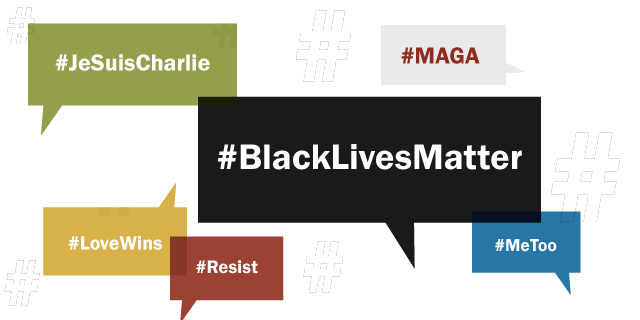 #JeSuisCharlie
#MAGA
#BlackLivesMatter
#LoveWins
#Resist
#MeToo